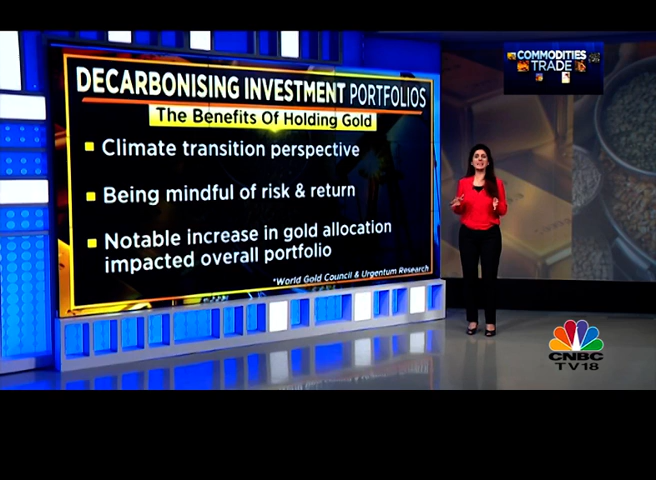 DECARBONISING INVESTMENT PORTFOLIOS
The Benefits Of Holding Gold
Climate transition perspective
Being mindful of risk & return
Notable increase in gold allocation
impacted overall portfolio
*World Gold Council & Urgentum Research
COMMODITIES
TRADE
CNBC
TV18